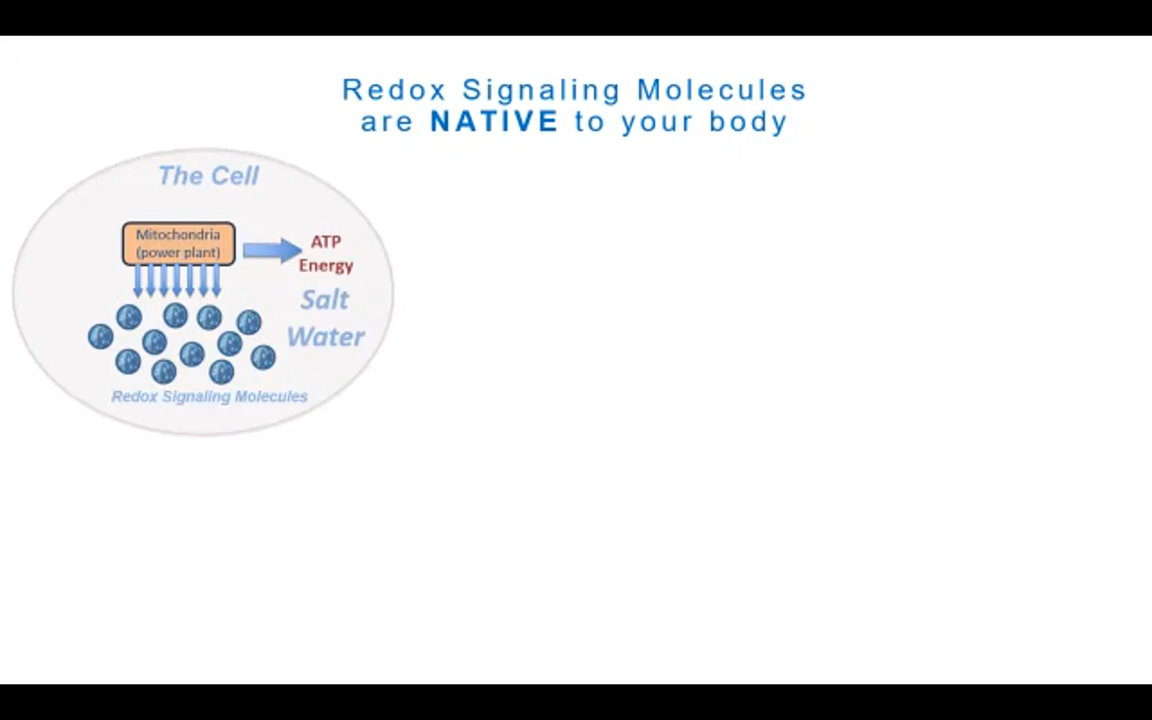 Redox Signaling Molecules
are NATIVE to your body
The Cell
Mitochondria
(power plant)
ATP
Energy
Salt
Water
Redox Signaling Molecules